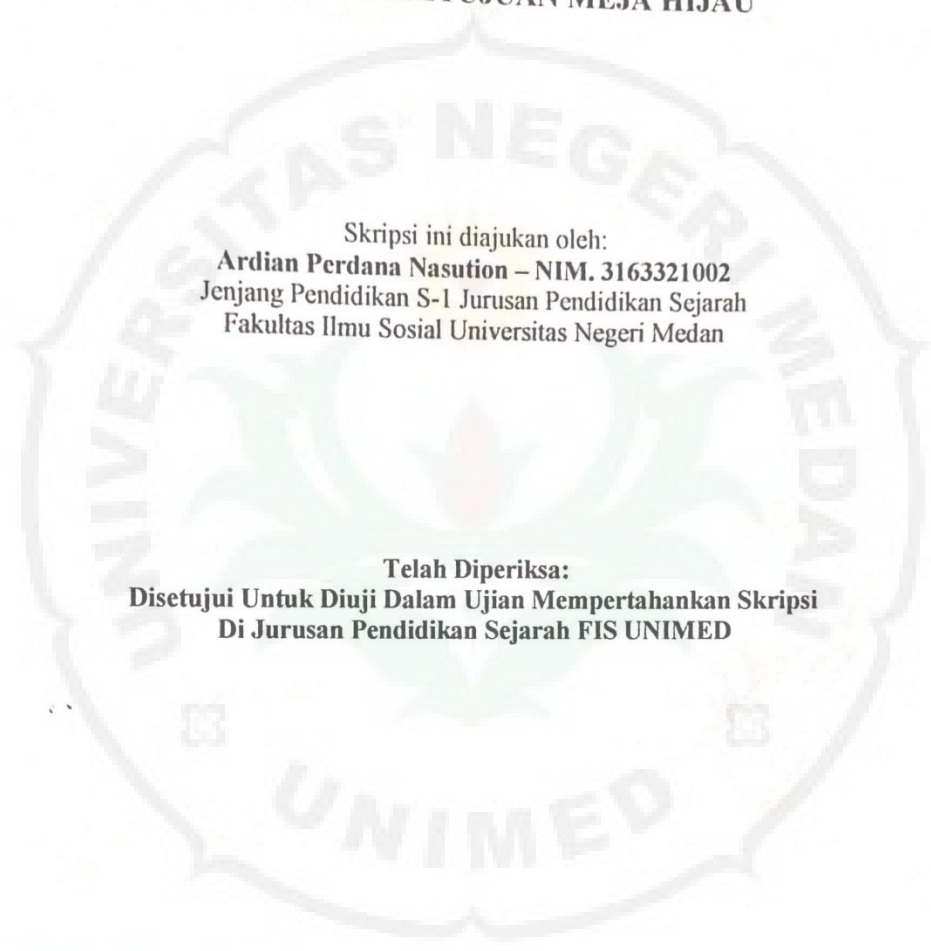 MEJA HIJAU
UNIVERSITAS NEGERI MEDAN
Skripsi ini diajukan oleh:
Ardian Perdana Nasution – NIM. 3163321002
Jenjang Pendidikan S-1 Jurusan Pendidikan Sejarah
Fakultas Ilmu Sosial Universitas Negeri Medan
Telah Diperiksa:
Disetujui Untuk Diuji Dalam Ujian Mempertahankan Skripsi
Di Jurusan Pendidikan Sejarah FIS UNIMED
UNIMED